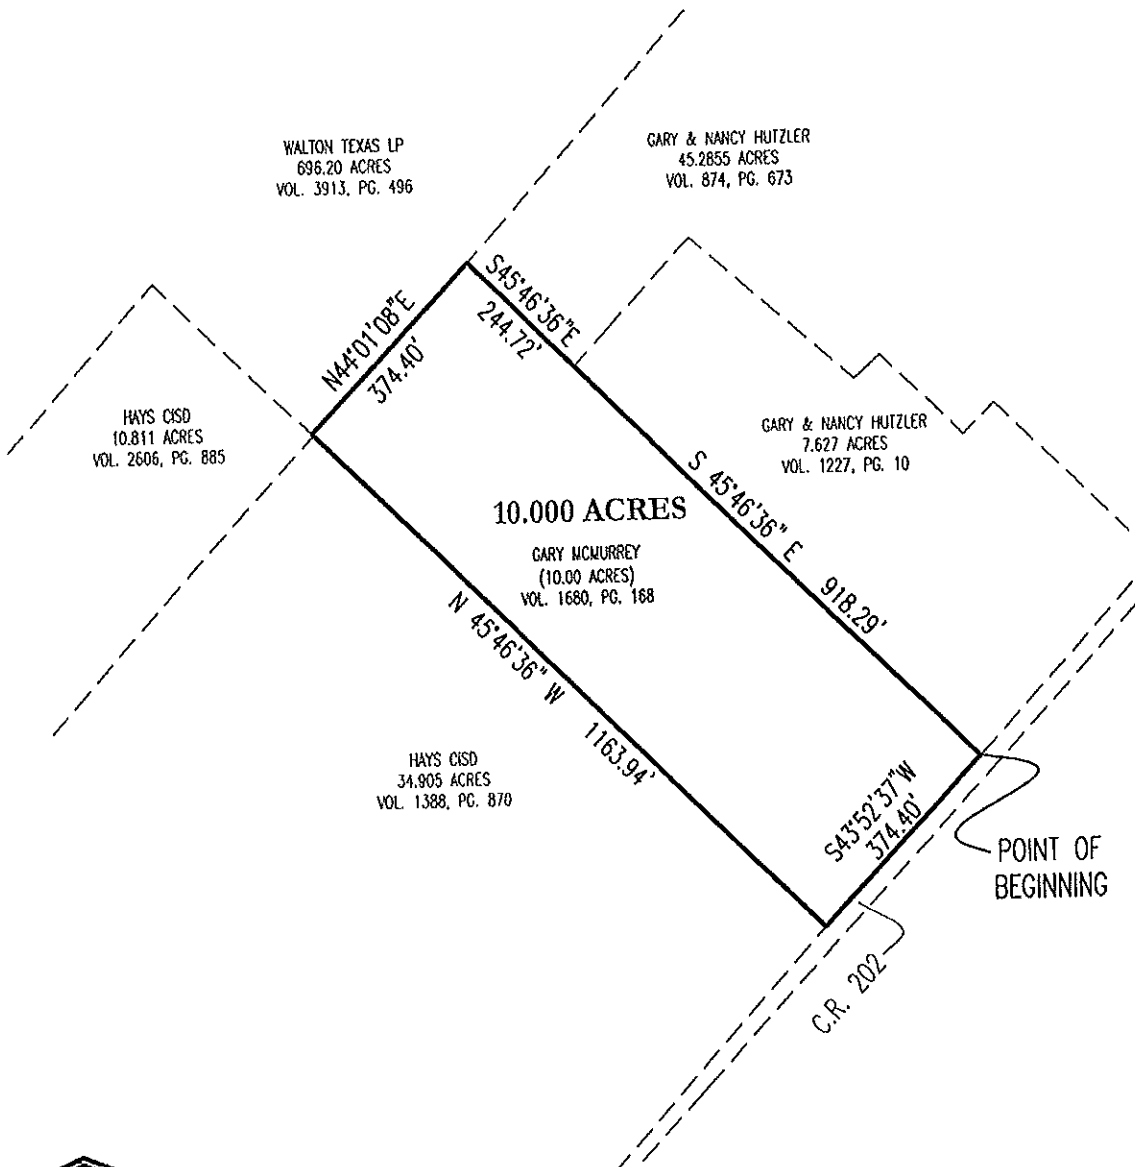 WALTON TEXAS LP
696.20 ACRES
VOL. 3913, PG. 496
GARY & NANCY HUTZLER
45.2855 ACRES
VOL. 874, PG. 673
S45°46'36"E
244.72'
N44°01'08"E
374.40'
HAYS CISD
10.811 ACRES
VOL. 2606, PG. 885
GARY & NANCY HUTZLER
7.627 ACRES
VOL. 1227, PG. 10
S 45°46'36" E 918.29'
10.000 ACRES
GARY MCMURREY
(10.00 ACRES)
VOL. 1680, PG. 168
N 45°46'36" W 1163.94'
HAYS CISD
34.905 ACRES
VOL. 1388, PG. 870
S43°52'37"W
374.40'
POINT OF
BEGINNING
C.R. 202